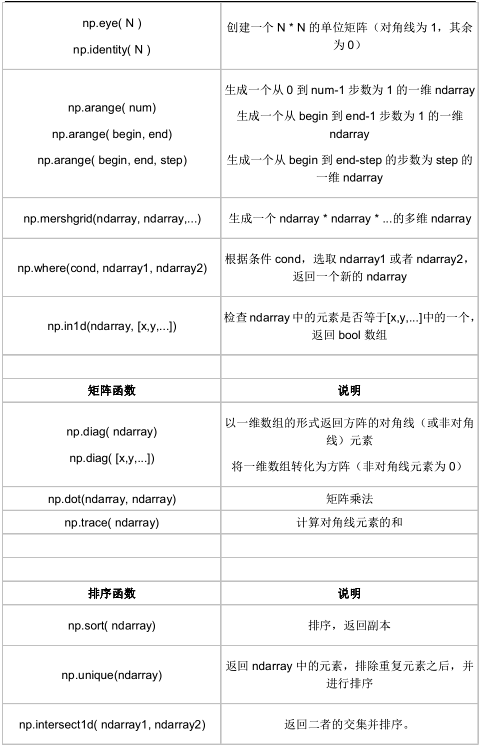 np.eye( N )
np.identity( N )
创建一个 N * N 的单位矩阵（对角线为 1，其余
为 0）
np.arange( num)
np.arange( begin, end)
np.arange( begin, end, step)
生成一个从 0 到 num-1 步数为 1 的一维 ndarray
生成一个从 begin 到 end-1 步数为 1 的一维
ndarray
生成一个从 begin 到 end-step 的步数为 step 的
一维 ndarray
np.mershgrid(ndarray, ndarray,...)
生成一个 ndarray * ndarray * ...的多维 ndarray
np.where(cond, ndarray1, ndarray2)
根据条件 cond，选取 ndarray1 或者 ndarray2，
返回一个新的 ndarray
np.in1d(ndarray, [x,y,...])
检查 ndarray 中的元素是否等于[x,y,...]中的一个，
返回 bool 数组
矩阵函数
说明
np.diag( ndarray)
np.diag( [x,y,...])
以一维数组的形式返回方阵的对角线（或非对角
线）元素
将一维数组转化为方阵（非对角线元素为 0）
np.dot(ndarray, ndarray)
矩阵乘法
np.trace( ndarray)
计算对角线元素的和
排序函数
说明
np.sort( ndarray)
排序，返回副本
np.unique(ndarray)
返回 ndarray 中的元素，排除重复元素之后，并
进行排序
np.intersect1d( ndarray1, ndarray2)
返回二者的交集并排序。